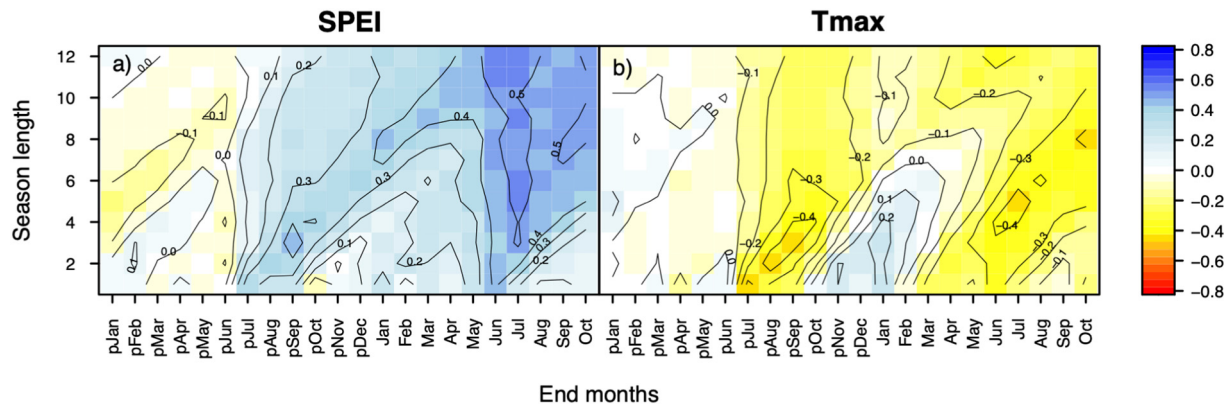 SPEI
Tmax
a)
b)
Season length
12
10
8
6
4
2
0.0
0.1
0.2
−0.1
−0.1
0.0
0.3
0.3
0.4
0.5
0.5
0.0
0.1
0.1
0.2
0.4
0.3
0.2
−0.1
0.0
−0.1
−0.2
−0.1
−0.2
−0.3
0.0
−0.3
−0.4
0.1
0.2
−0.4
−0.2
0.0
−0.3
−0.2
−0.1
0.8
0.6
0.4
0.2
0.0
−0.2
−0.4
−0.6
−0.8
pJan
pFeb
pMar
pApr
pMay
pJun
pJul
pAug
pSep
pOct
pNov
pDec
Jan
Feb
Mar
Apr
May
Jun
Jul
Aug
Sep
Oct
pJan
pFeb
pMar
pApr
pMay
pJun
pJul
pAug
pSep
pOct
pNov
pDec
Jan
Feb
Mar
Apr
May
Jun
Jul
Aug
Sep
Oct
End months